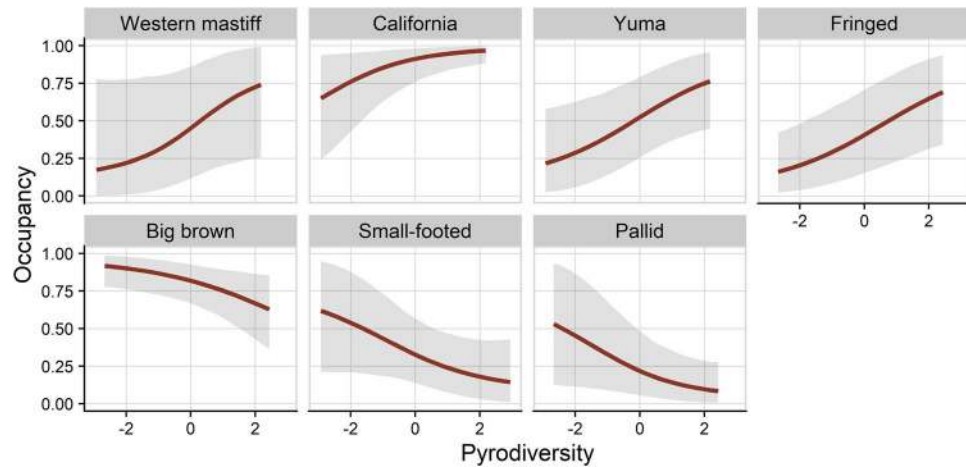 Western mastiff
California
Yuma
Fringed
1.00
0.75
0.50
0.25
0.00
-2 0 2
Occupancy
Big brown
Small-footed
Pallid
1.00
0.75
0.50
0.25
0.00
-2 0 2
-2 0 2
-2 0 2
Pyrodiversity